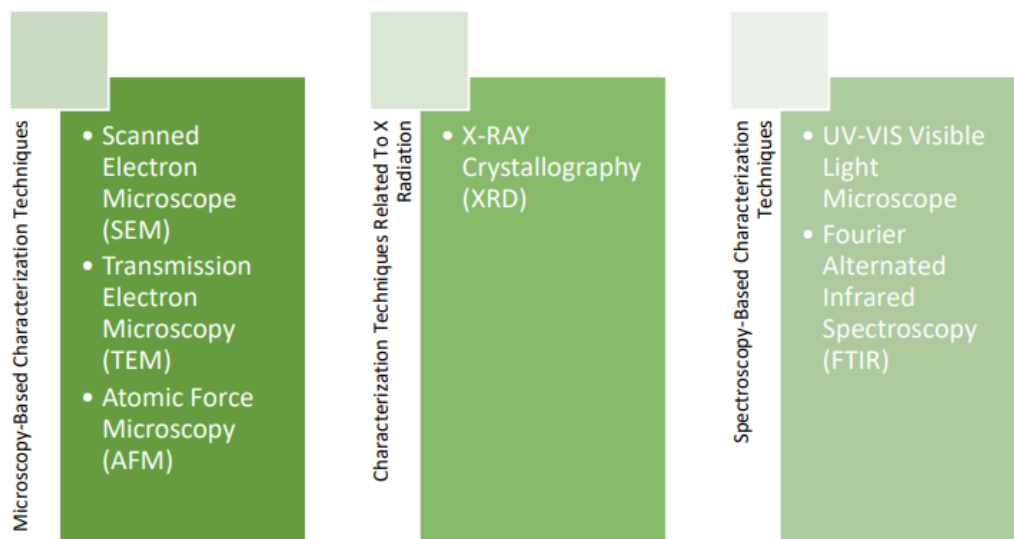 Microscopy-Based Characterization Techniques
• Scanned
Electron
Microscope
(SEM)
• Transmission
Electron
Microscopy
(TEM)
• Atomic Force
Microscopy
(AFM)
Characterization Techniques Related To X
Radiation
• X-RAY
Crystallography
(XRD)
Spectroscopy-Based Characterization
Techniques
• UV-VIS Visible
Light
Microscope
• Fourier
Alternated
Infrared
Spectroscopy
(FTIR)